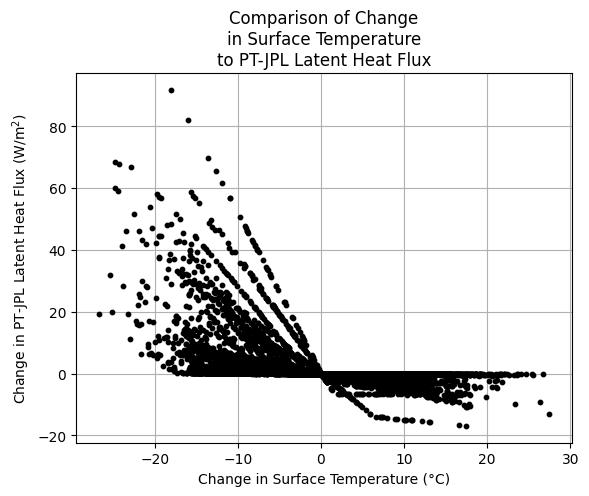 Comparison of Change
in Surface Temperature
to PT-JPL Latent Heat Flux
Change in PT-JPL Latent Heat Flux (W/m²)
80
60
40
20
0
−20
−20
−10
0
10
20
30
Change in Surface Temperature (°C)